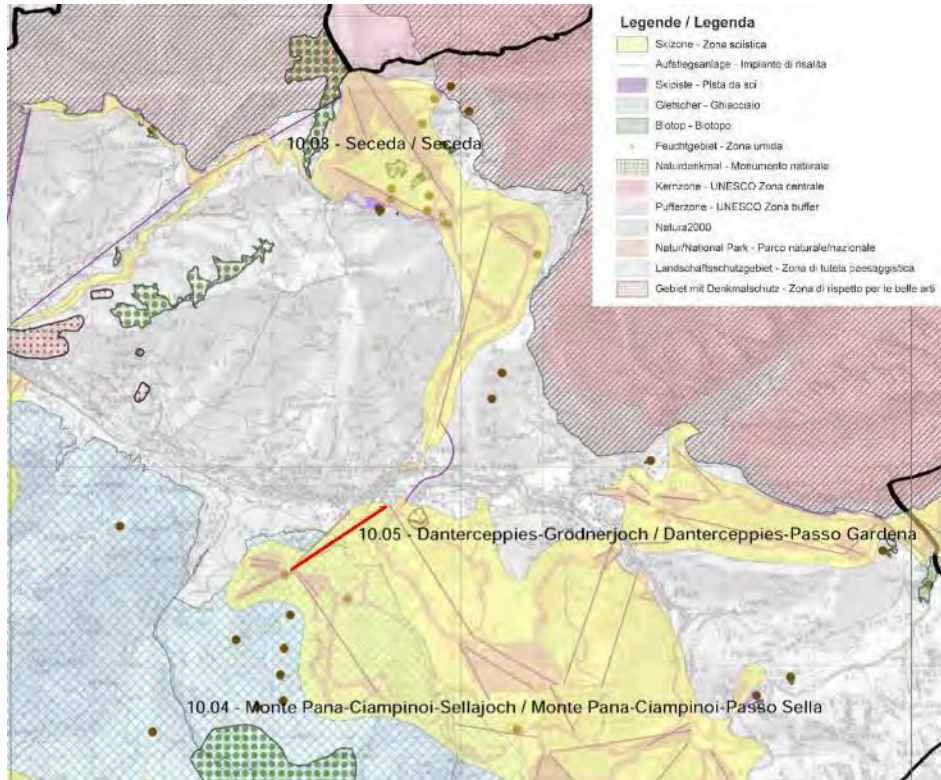 Legende / Legenda
Skizone - Zona sciistica
Aufstiegsanlage - Impianto di risalita
Skipiste - Pista da sci
Gletscher - Ghiacciaio
Biotop - Biotopo
Feuchtgebiet - Zona umida
Naturdenkmal - Monumento naturale
Kernzone - UNESCO Zona centrale
Pufferzone - UNESCO Zona buffer
Natura2000
Natur/National Park - Parco naturale/nazionale
Landschaftsschutzgebiet - Zona di tutela paesaggistica
Gebiet mit Denkmalschutz - Zona di rispetto per le belle arti
10.03 - Seceda / Seceda
10.05 - Danterceppies-Grödnerjoch / Danterceppies-Passo Gardena
10.04 - Monte Pana-Ciampinoi-Sellajoch / Monte Pana-Ciampinoi-Passo Sella